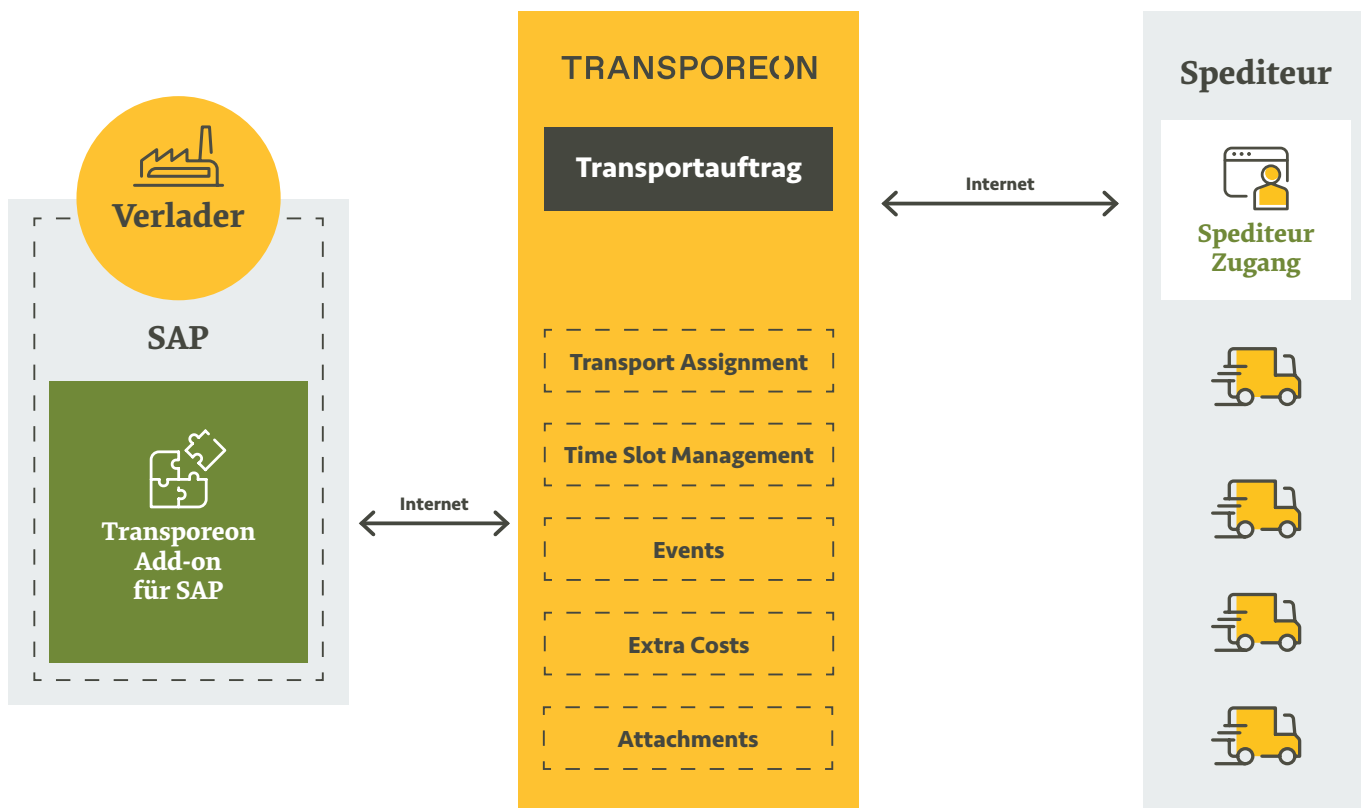 Verlader
SAP
Transporeon
Add-on
für SAP
Internet
TRANSPOREON
Transportauftrag
Transport Assignment
Time Slot Management
Events
Extra Costs
Attachments
Internet
Spediteur
Spediteur
Zugang